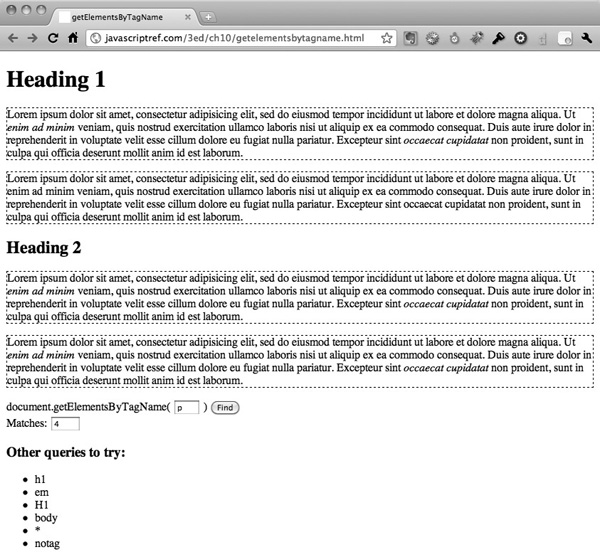 getElementsByTagName
javascriptref.com/3ed/ch10/getelementsbytagname.html
Heading 1
Lorem ipsum dolor sit amet, consectetur adipisicing elit, sed do eiusmod tempor incididunt ut labore et dolore magna aliqua. Ut
enim ad minim veniam, quis nostrud exercitation ullamco laboris nisi ut aliquip ex ea commodo consequat. Duis aute irure dolor in
reprehenderit in voluptate velit esse cillum dolore eu fugiat nulla pariatur. Excepteur sint occaecat cupidatat non proident, sunt in
culpa qui officia deserunt mollit anim id est laborum.
Lorem ipsum dolor sit amet, consectetur adipisicing elit, sed do eiusmod tempor incididunt ut labore et dolore magna aliqua. Ut
enim ad minim veniam, quis nostrud exercitation ullamco laboris nisi ut aliquip ex ea commodo consequat. Duis aute irure dolor in
reprehenderit in voluptate velit esse cillum dolore eu fugiat nulla pariatur. Excepteur sint occaecat cupidatat non proident, sunt in
culpa qui officia deserunt mollit anim id est laborum.
Heading 2
Lorem ipsum dolor sit amet, consectetur adipisicing elit, sed do eiusmod tempor incididunt ut labore et dolore magna aliqua. Ut
enim ad minim veniam, quis nostrud exercitation ullamco laboris nisi ut aliquip ex ea commodo consequat. Duis aute irure dolor in
reprehenderit in voluptate velit esse cillum dolore eu fugiat nulla pariatur. Excepteur sint occaecat cupidatat non proident, sunt in
culpa qui officia deserunt mollit anim id est laborum.
Lorem ipsum dolor sit amet, consectetur adipisicing elit, sed do eiusmod tempor incididunt ut labore et dolore magna aliqua. Ut
enim ad minim veniam, quis nostrud exercitation ullamco laboris nisi ut aliquip ex ea commodo consequat. Duis aute irure dolor in
reprehenderit in voluptate velit esse cillum dolore eu fugiat nulla pariatur. Excepteur sint occaecat cupidatat non proident, sunt in
culpa qui officia deserunt mollit anim id est laborum.
document.getElementsByTagName( p ) Find
Matches: 4
Other queries to try:
• h1
• em
• H1
• body
• *
• notag